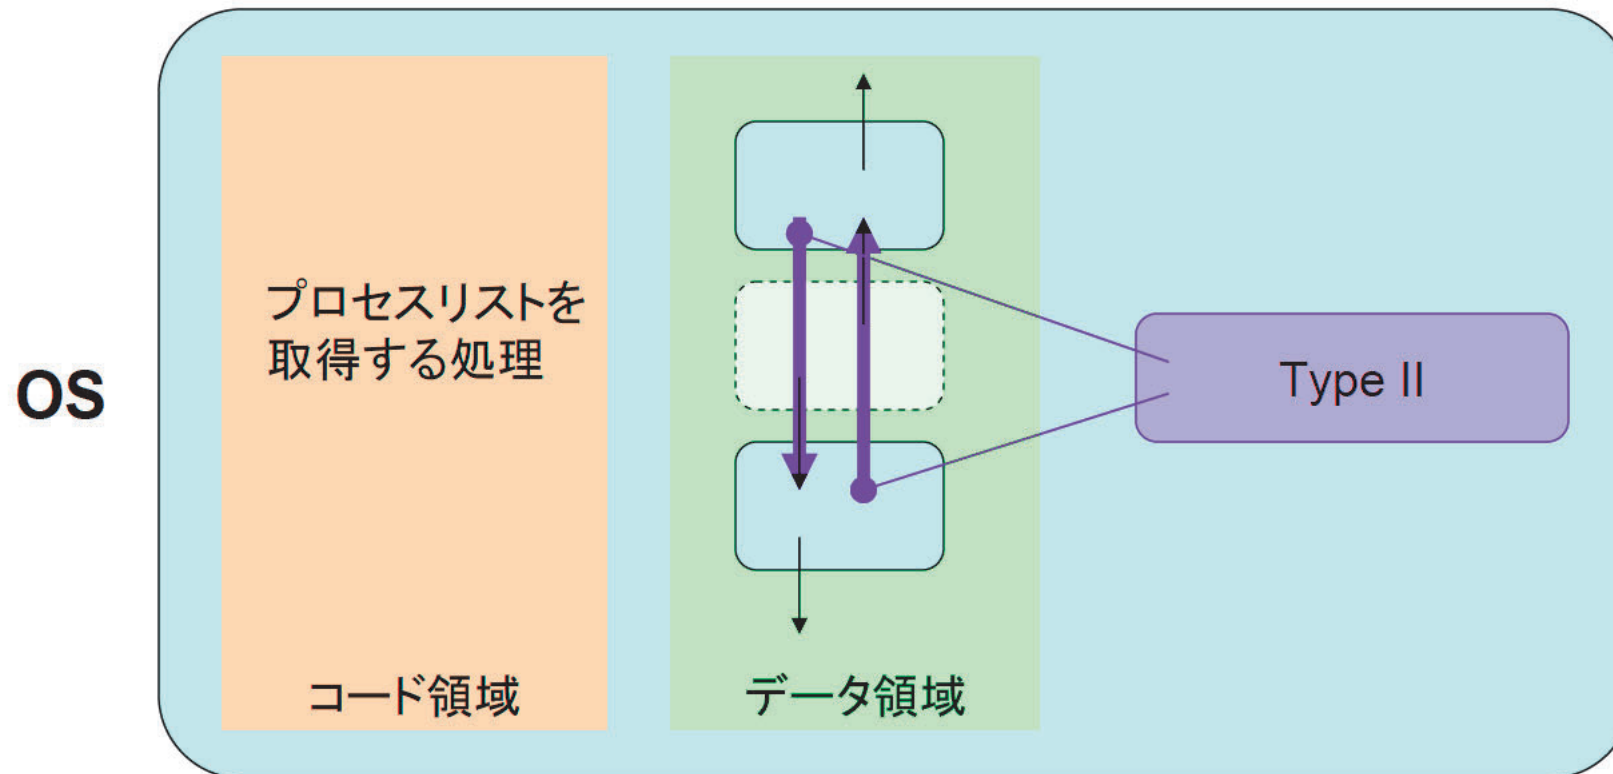 OS
プロセスリストを
取得する処理
コード領域
データ領域
Type II